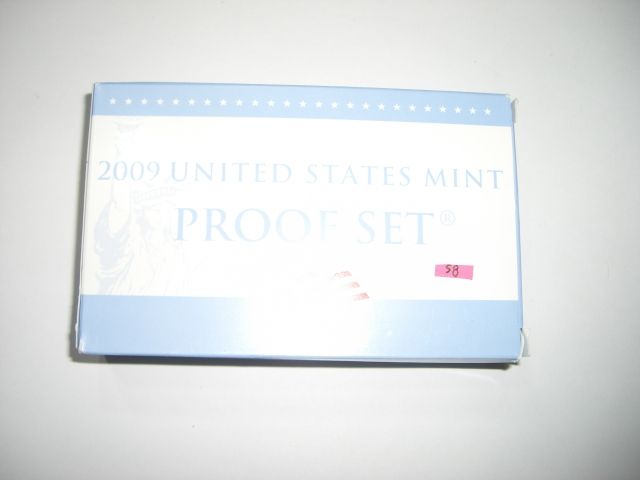 2009 UNITED STATES MINT
PROOF SET®
58